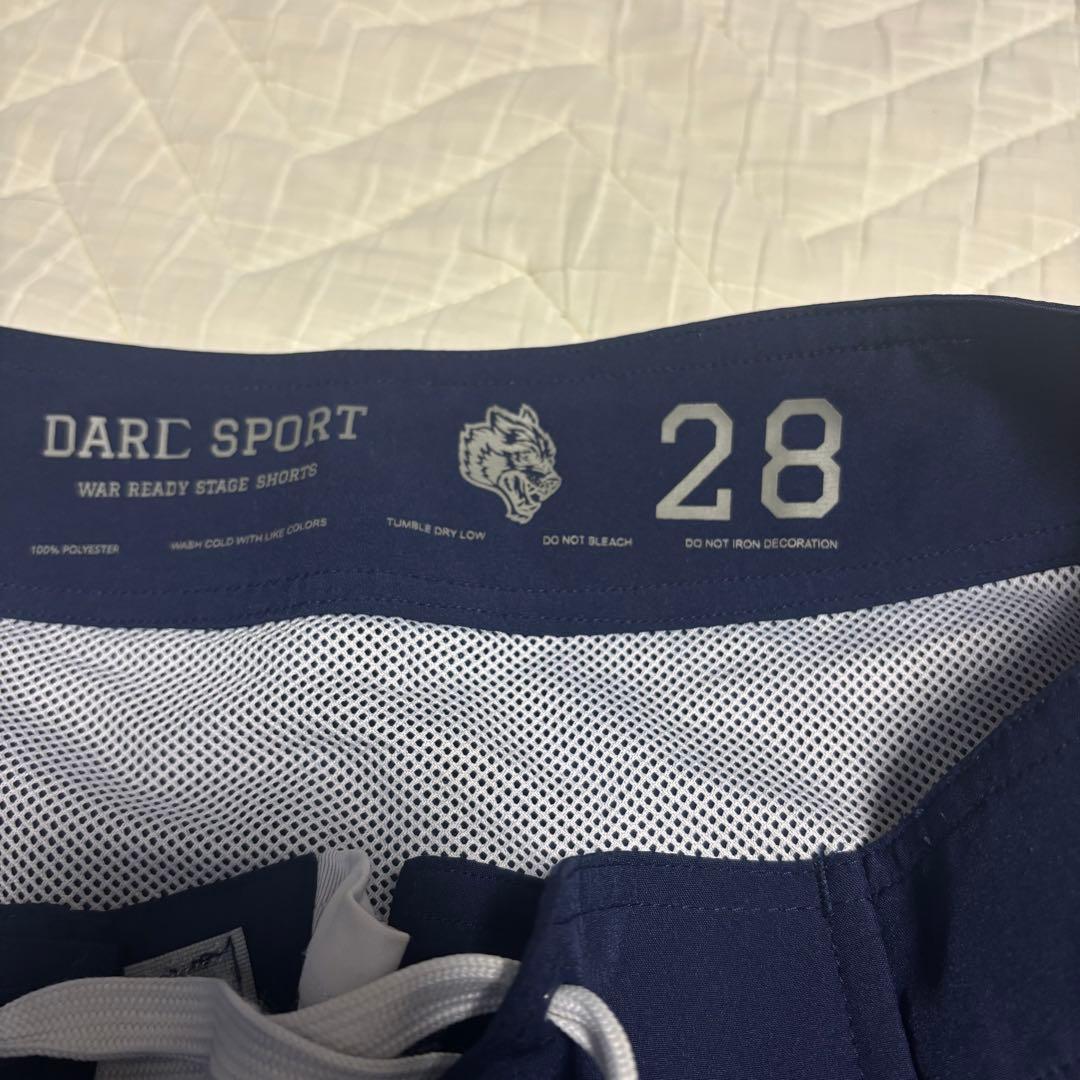 DARC SPORT
WAR READY STAGE SHORTS
28
100% POLYESTER
WASH COLD WITH LIKE COLORS
TUMBLE DRY LOW
DO NOT BLEACH
DO NOT IRON DECORATION